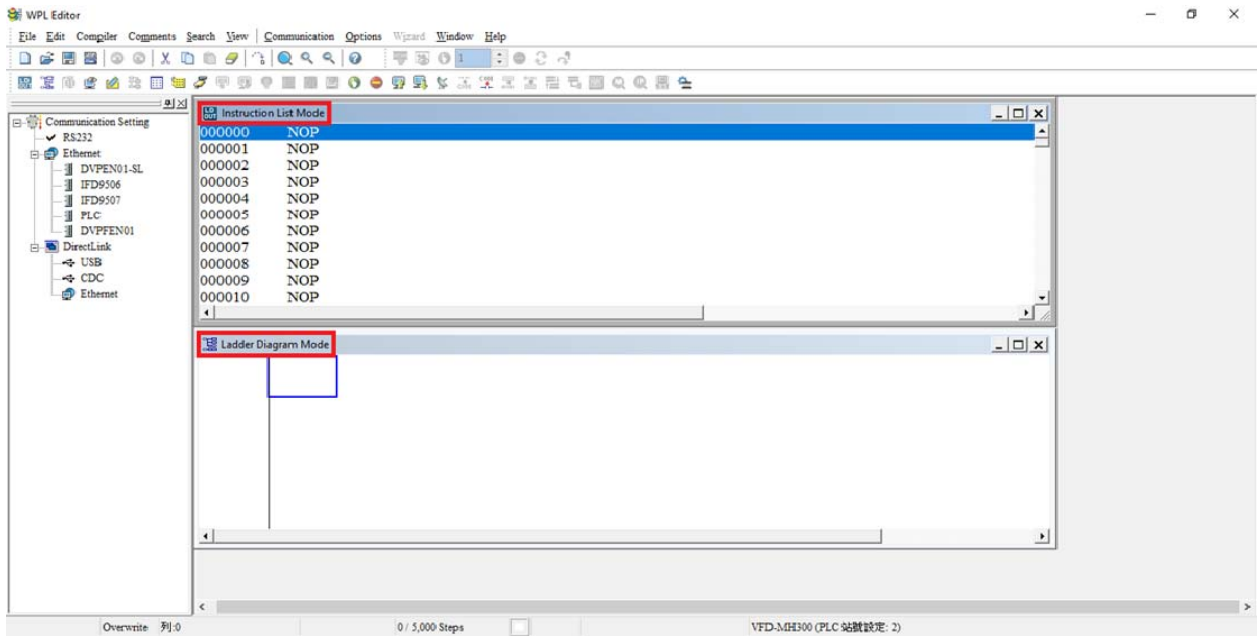 WPL Editor
File Edit Compiler Comments Search View Communication Options Wizard Window Help
1
Communication Setting
RS232
Ethernet
DVPEN01-SL
IFD9506
IFD9507
PLC
DVPFEN01
DirectLink
USB
CDC
Ethernet
Instruction List Mode
000000 NOP
000001 NOP
000002 NOP
000003 NOP
000004 NOP
000005 NOP
000006 NOP
000007 NOP
000008 NOP
000009 NOP
000010 NOP
Ladder Diagram Mode
Overwrite 列:0 0 / 5,000 Steps VFD-MH300 (PLC 站號設定: 2)